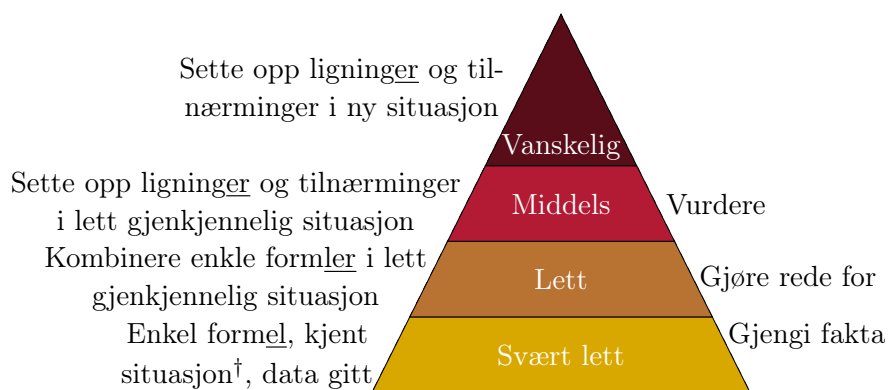 Sette opp ligninger og til-
nærminger i ny situasjon
Vanskelig
Sette opp ligninger og tilnærminger
i lett gjenkjennelig situasjon
Middels
Vurdere
Kombinere enkle formler i lett
gjenkjennelig situasjon
Lett
Gjøre rede for
Enkel formel, kjent
situasjon†, data gitt
Svært lett
Gjengi fakta